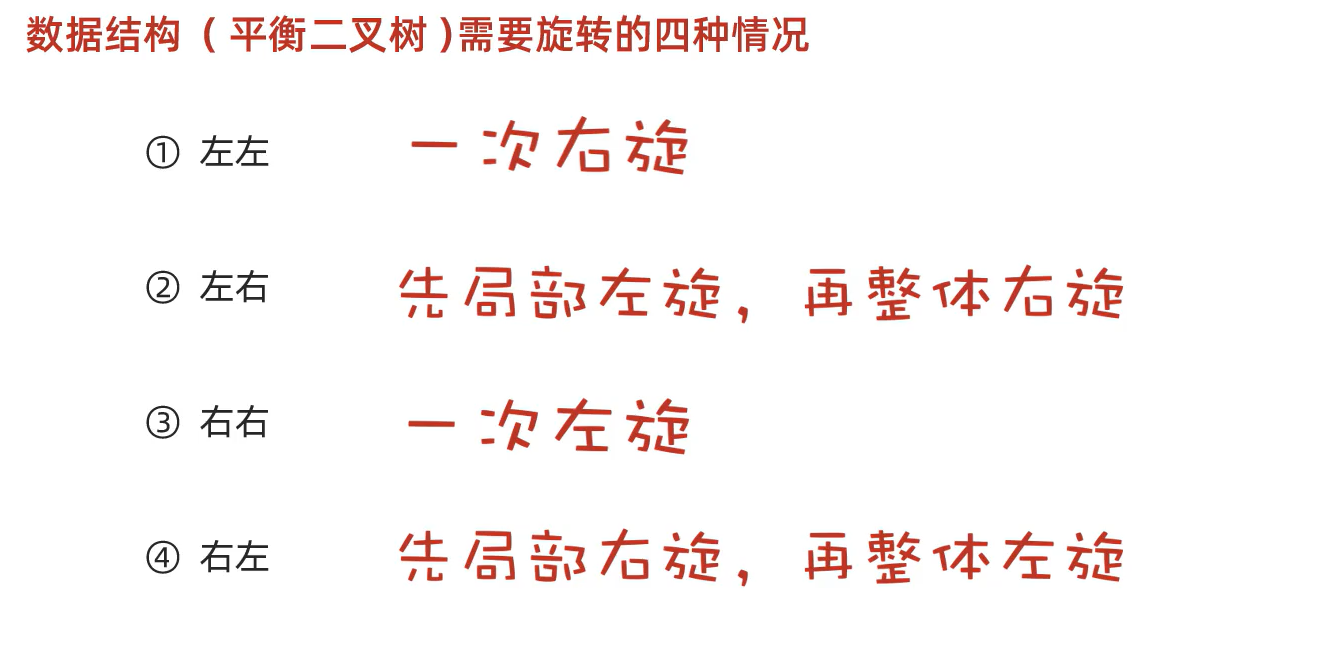 数据结构（平衡二叉树)需要旋转的四种情况
① 左左 一次右旋
② 左右 先局部左旋，再整体右旋
③ 右右 一次左旋
④ 右左 先局部右旋，再整体左旋